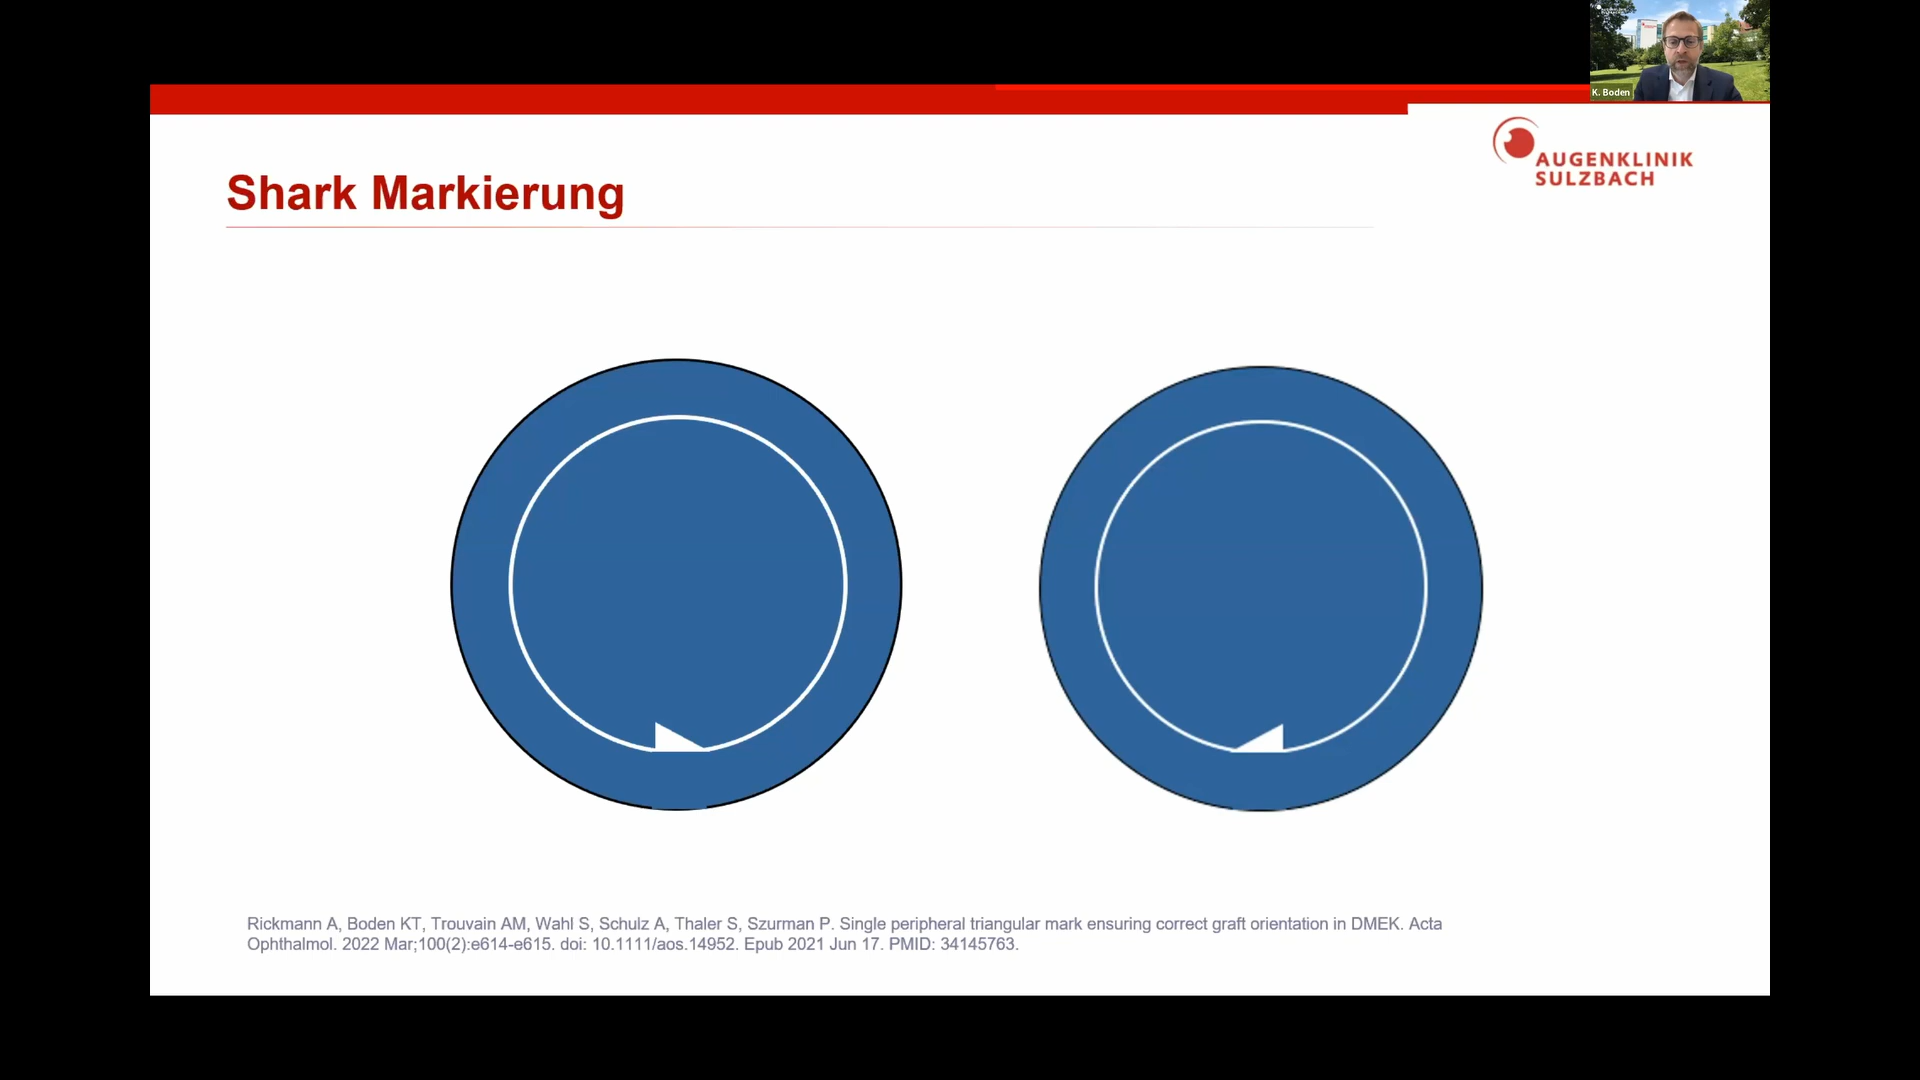 K. Boden
AUGENKLINIK
SULZBACH
Shark Markierung
Rickmann A, Boden KT, Trouvain AM, Wahl S, Schulz A, Thaler S, Szurman P. Single peripheral triangular mark ensuring correct graft orientation in DMEK. Acta
Ophthalmol. 2022 Mar;100(2):e614-e615. doi: 10.1111/aos.14952. Epub 2021 Jun 17. PMID: 34145763.